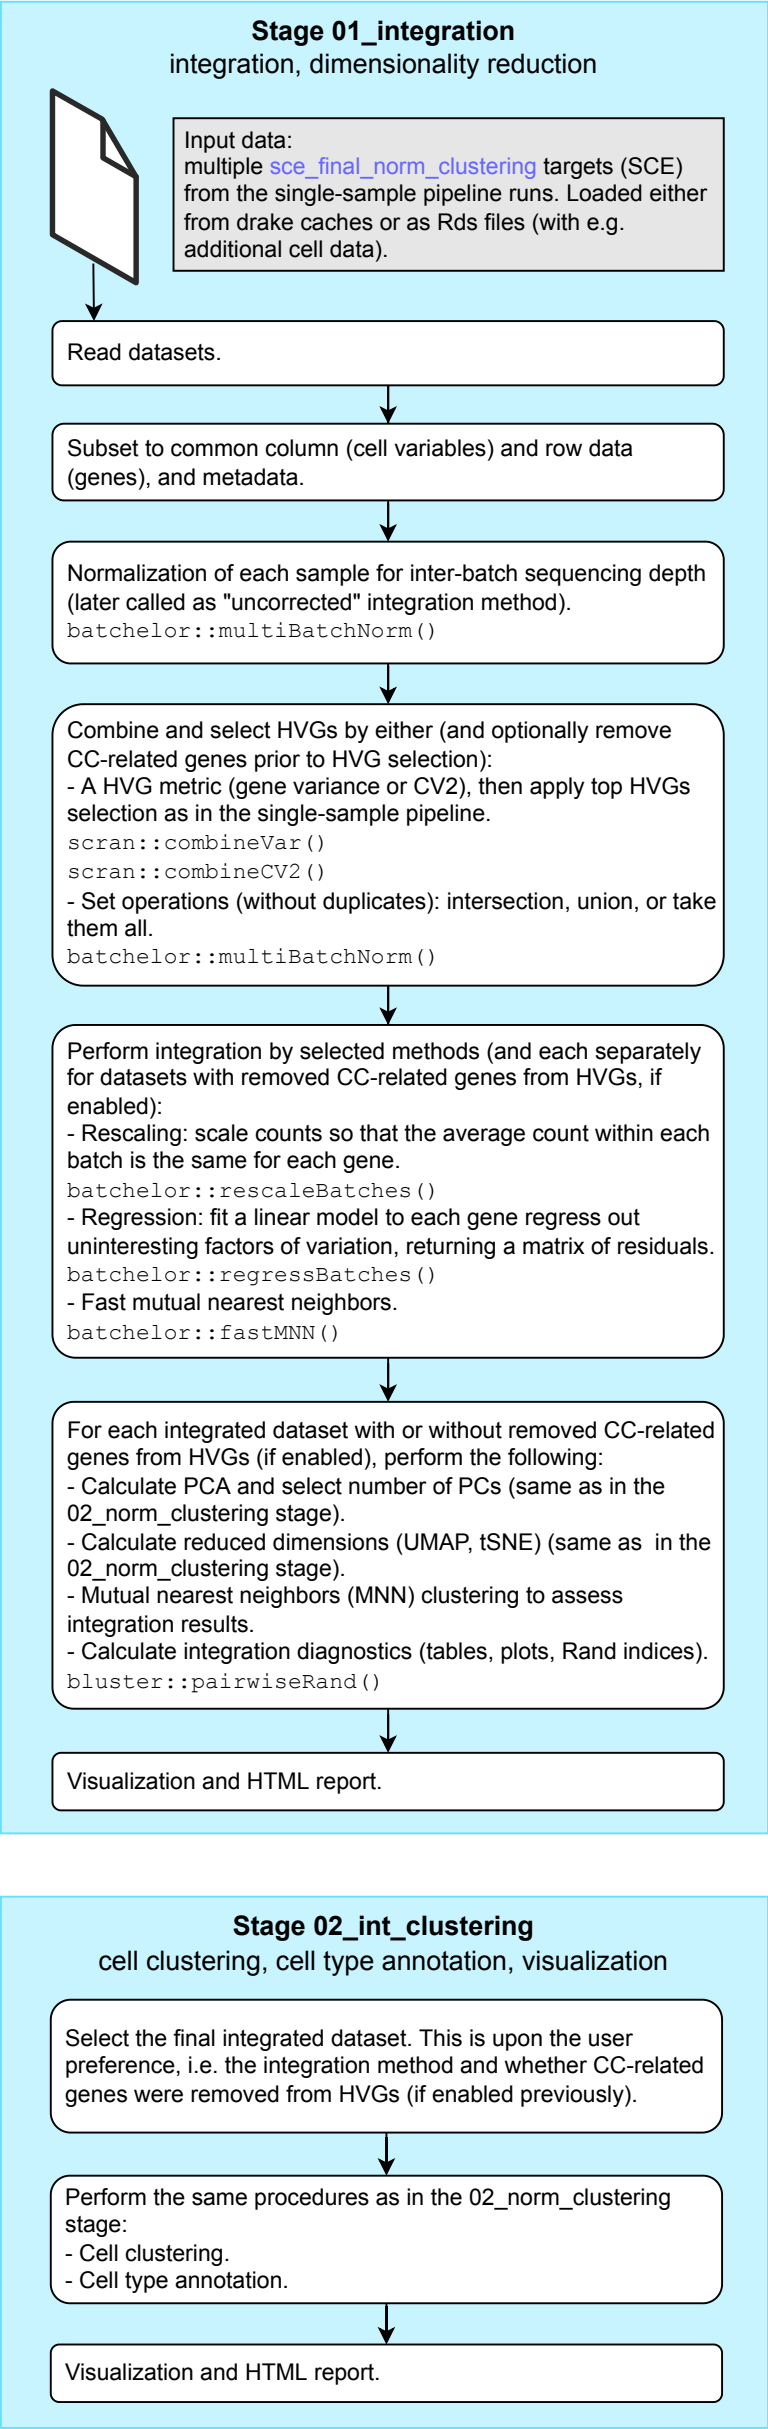 Stage 01_integration
integration, dimensionality reduction
Input data:
multiple sce_final_norm_clustering targets (SCE)
from the single-sample pipeline runs. Loaded either
from drake caches or as Rds files (with e.g.
additional cell data).
Read datasets.
Subset to common column (cell variables) and row data
(genes), and metadata.
Normalization of each sample for inter-batch sequencing depth
(later called as "uncorrected" integration method).
batchelor::multiBatchNorm()
Combine and select HVGs by either (and optionally remove
CC-related genes prior to HVG selection):
- A HVG metric (gene variance or CV2), then apply top HVGs
selection as in the single-sample pipeline.
scran::combineVar()
scran::combineCV2()
- Set operations (without duplicates): intersection, union, or take
them all.
batchelor::multiBatchNorm()
Perform integration by selected methods (and each separately
for datasets with removed CC-related genes from HVGs, if
enabled):
- Rescaling: scale counts so that the average count within each
batch is the same for each gene.
batchelor::rescaleBatches()
- Regression: fit a linear model to each gene regress out
uninteresting factors of variation, returning a matrix of residuals.
batchelor::regressBatches()
- Fast mutual nearest neighbors.
batchelor::fastMNN()
For each integrated dataset with or without removed CC-related
genes from HVGs (if enabled), perform the following:
- Calculate PCA and select number of PCs (same as in the
02_norm_clustering stage).
- Calculate reduced dimensions (UMAP, tSNE) (same as  in the
02_norm_clustering stage).
- Mutual nearest neighbors (MNN) clustering to assess
integration results.
- Calculate integration diagnostics (tables, plots, Rand indices).
bluster::pairwiseRand()
Visualization and HTML report.
Stage 02_int_clustering
cell clustering, cell type annotation, visualization
Select the final integrated dataset. This is upon the user
preference, i.e. the integration method and whether CC-related
genes were removed from HVGs (if enabled previously).
Perform the same procedures as in the 02_norm_clustering
stage:
- Cell clustering.
- Cell type annotation.
Visualization and HTML report.